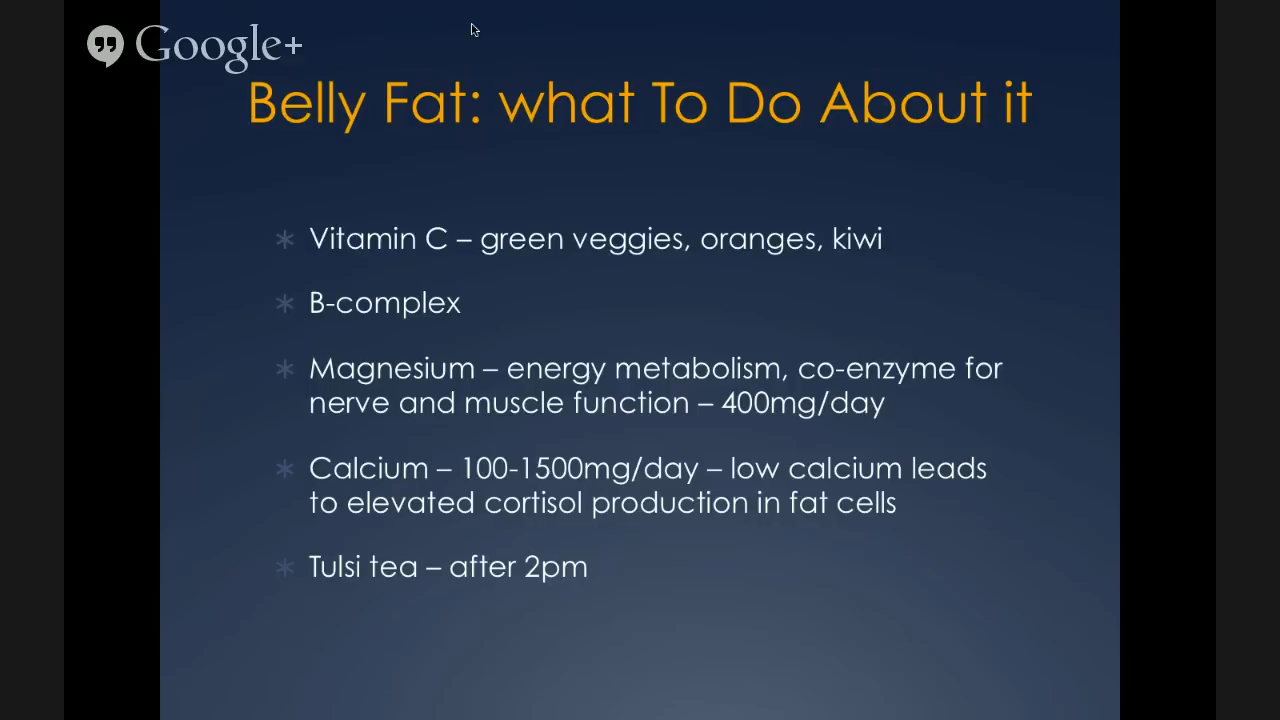 Google+
Belly Fat: what To Do About it
Vitamin C – green veggies, oranges, kiwi
B-complex
Magnesium – energy metabolism, co-enzyme for
nerve and muscle function – 400mg/day
Calcium – 100-1500mg/day – low calcium leads
to elevated cortisol production in fat cells
Tulsi tea – after 2pm